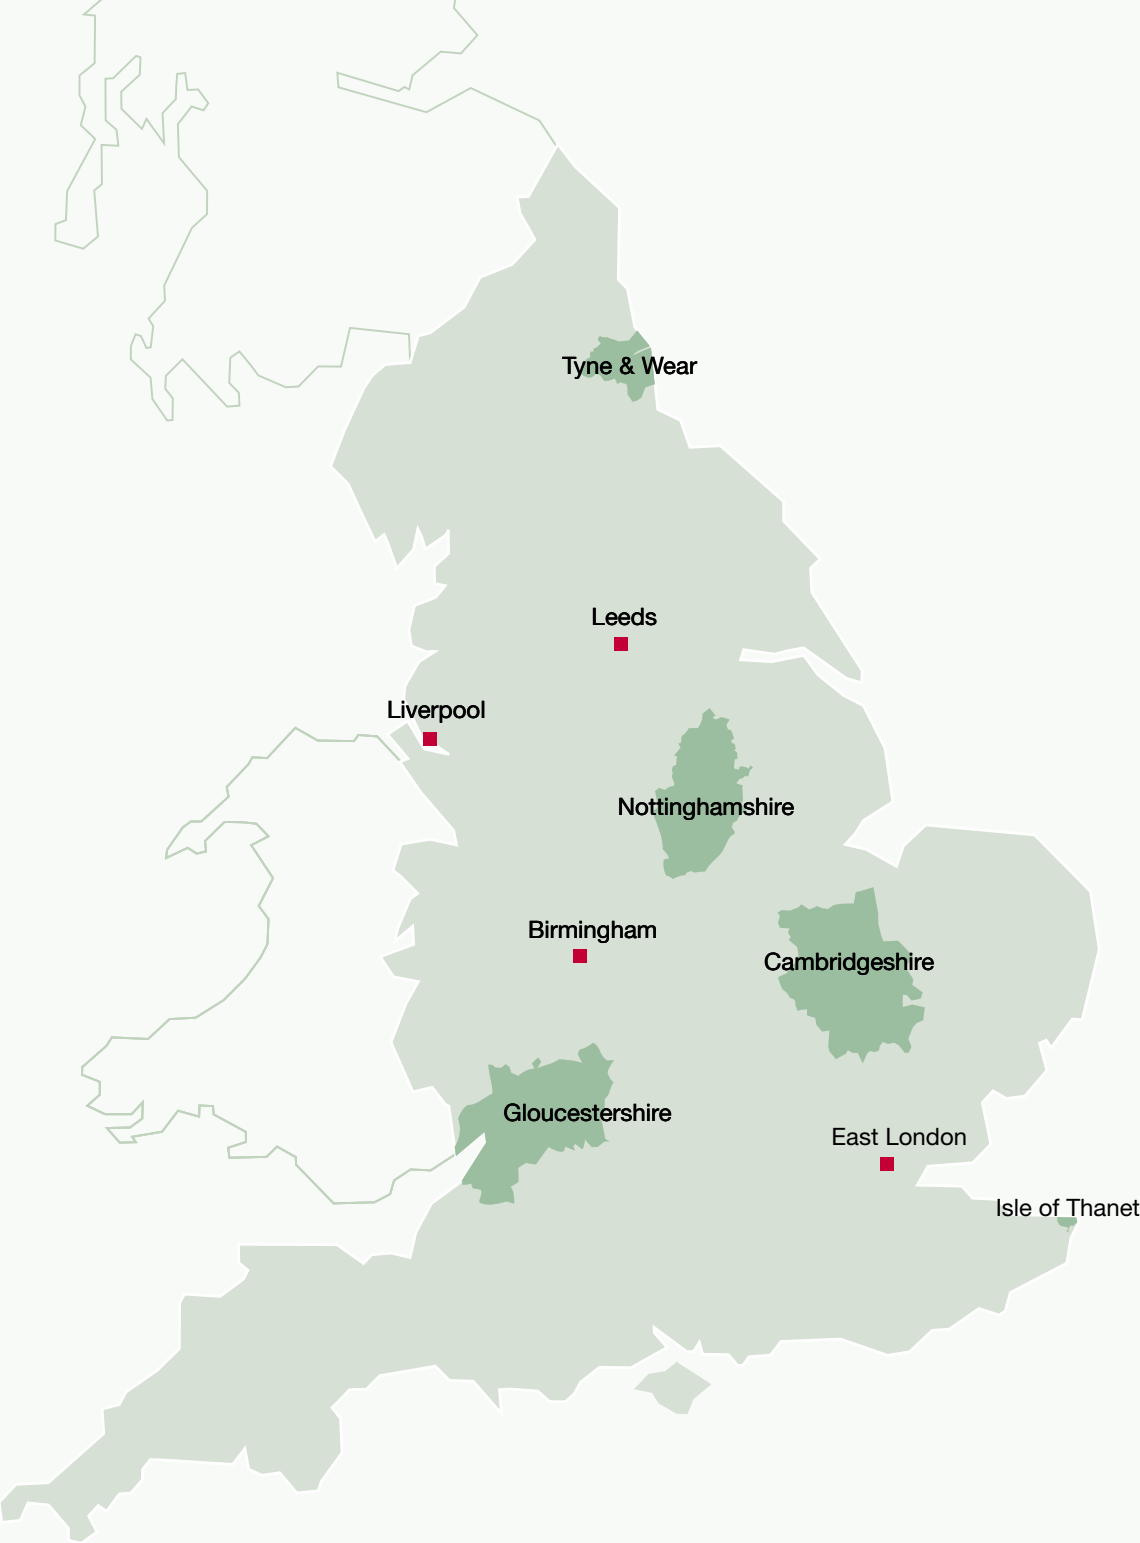 Tyne & Wear
Leeds
Liverpool
Nottinghamshire
Birmingham
Cambridgeshire
Gloucestershire
East London
Isle of Thanet